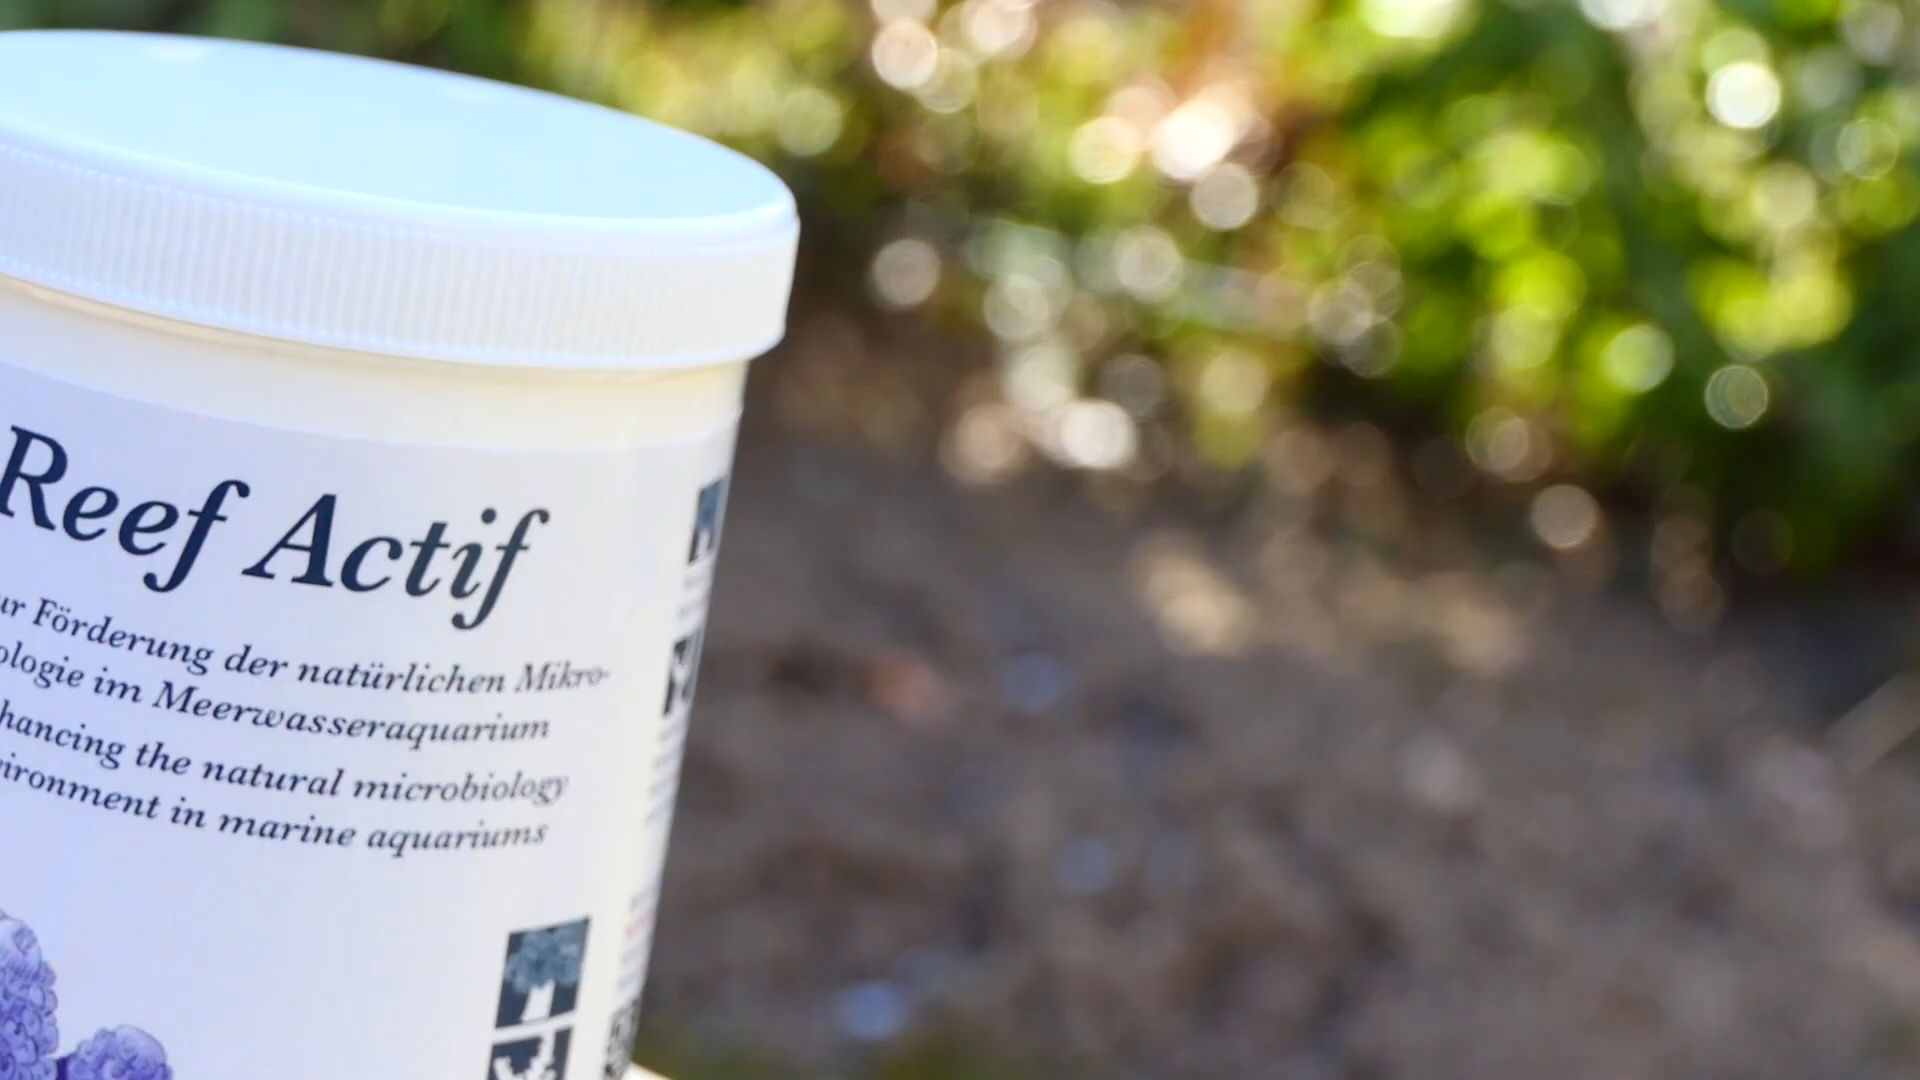 Reef Actif
ur Förderung der natürlichen Mikro-
ologie im Meerwasseraquarium
hancing the natural microbiology
vironment in marine aquariums